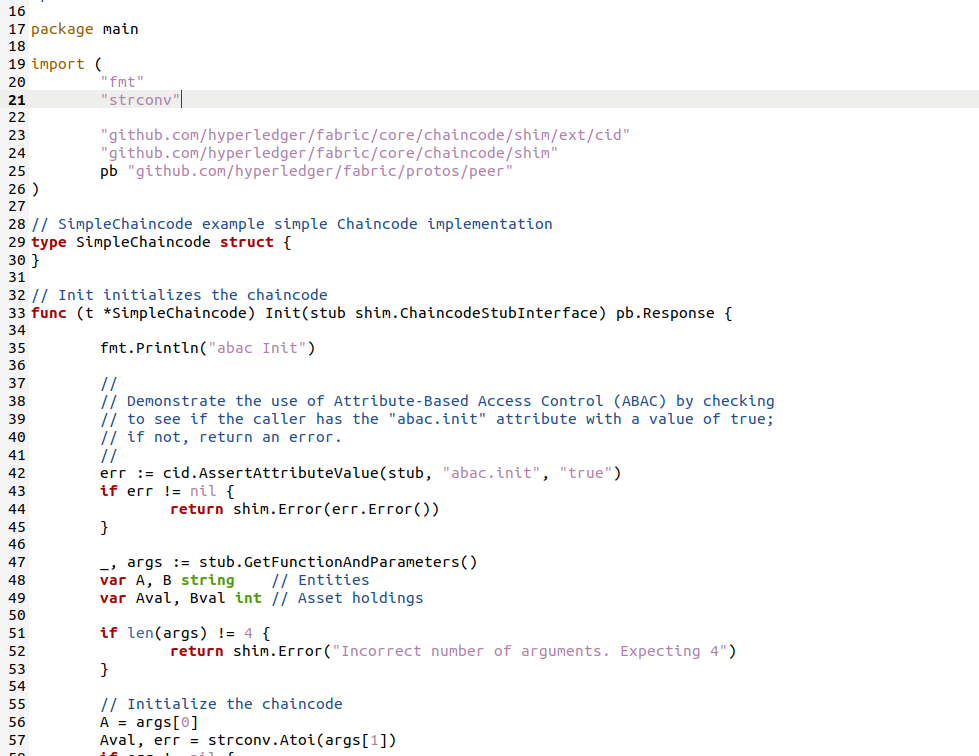 16
17 package main
18
19 import (
20 "fmt"
21 "strconv"
22
23 "github.com/hyperledger/fabric/core/chaincode/shim/ext/cid"
24 "github.com/hyperledger/fabric/core/chaincode/shim"
25 pb "github.com/hyperledger/fabric/protos/peer"
26 )
27
28 // SimpleChaincode example simple Chaincode implementation
29 type SimpleChaincode struct {
30 }
31
32 // Init initializes the chaincode
33 func (t *SimpleChaincode) Init(stub shim.ChaincodeStubInterface) pb.Response {
34
35 fmt.Println("abac Init")
36
37 //
38 // Demonstrate the use of Attribute-Based Access Control (ABAC) by checking
39 // to see if the caller has the "abac.init" attribute with a value of true;
40 // if not, return an error.
41 //
42 err := cid.AssertAttributeValue(stub, "abac.init", "true")
43 if err != nil {
44 return shim.Error(err.Error())
45 }
46
47 _, args := stub.GetFunctionAndParameters()
48 var A, B string // Entities
49 var Aval, Bval int // Asset holdings
50
51 if len(args) != 4 {
52 return shim.Error("Incorrect number of arguments. Expecting 4")
53 }
54
55 // Initialize the chaincode
56 A = args[0]
57 Aval, err = strconv.Atoi(args[1])